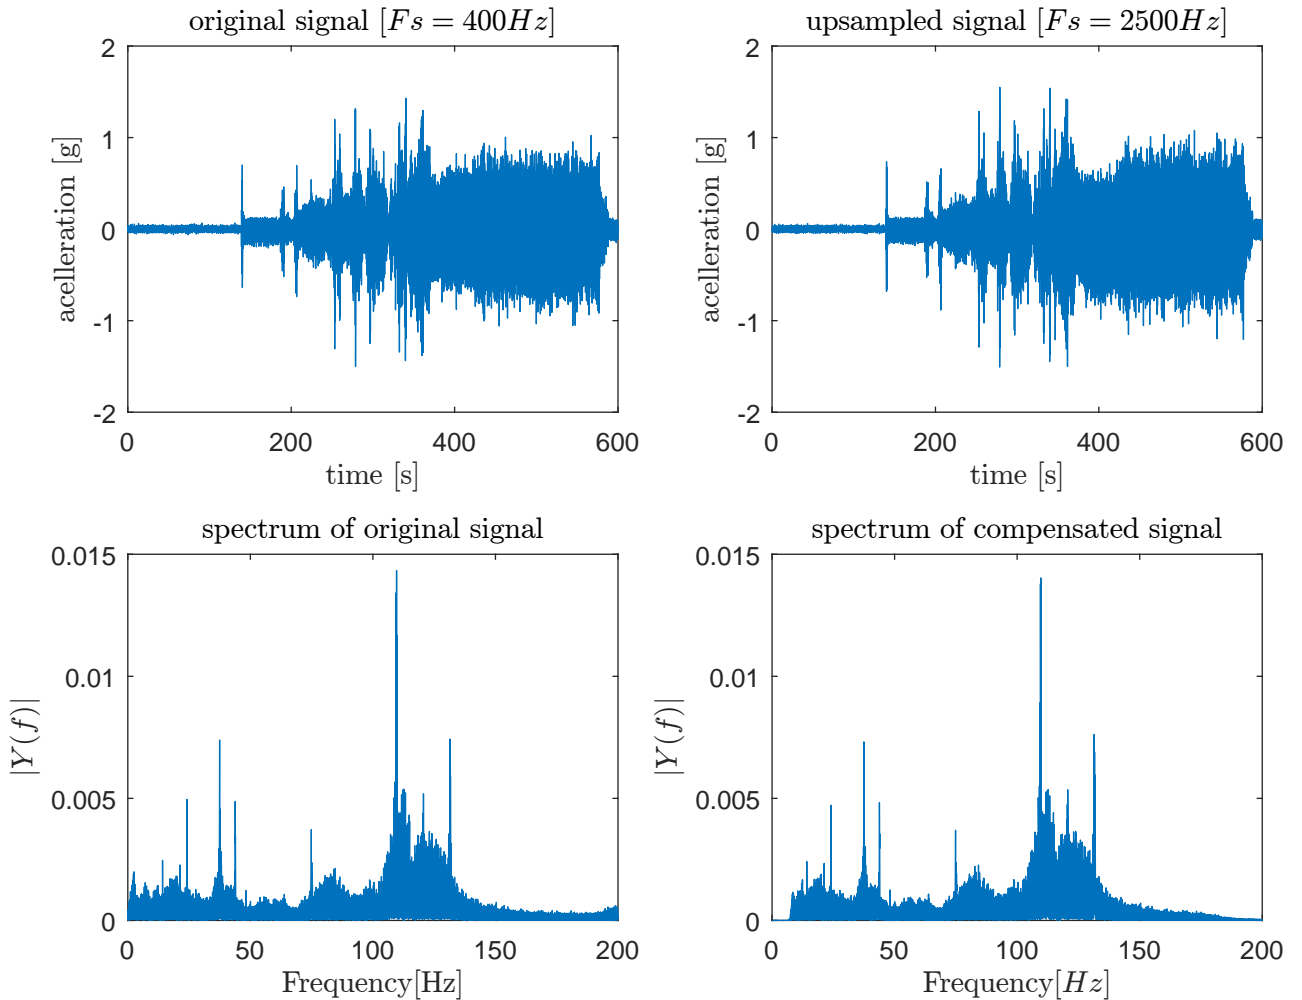 original signal [Fs = 400Hz]
2
1
0
-1
-2
acelleration [g]
0 200 400 600
time [s]
upsampled signal [Fs = 2500Hz]
2
1
0
-1
-2
acelleration [g]
0 200 400 600
time [s]
spectrum of original signal
0.015
0.01
0.005
0
|Y(f)|
0 50 100 150 200
Frequency[Hz]
spectrum of compensated signal
0.015
0.01
0.005
0
|Y(f)|
0 50 100 150 200
Frequency[Hz]